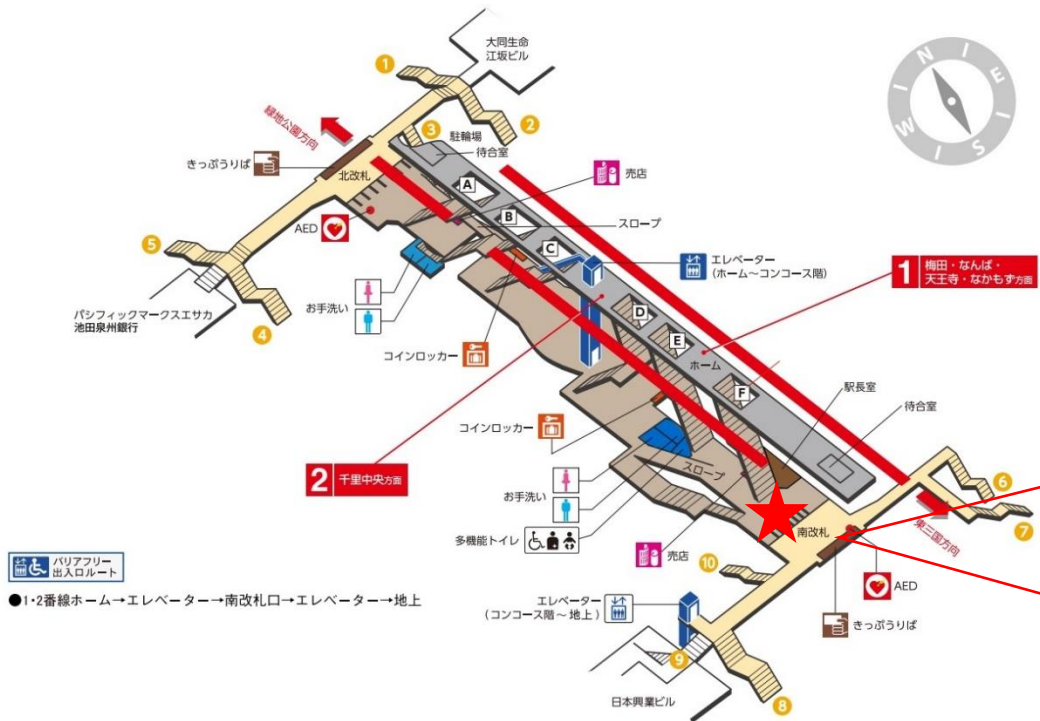 大同生命
江坂ビル
1
2
緑地公園方向
3
駐輪場
待合室
きっぷうりば
北改札
A
売店
B
スロープ
AED
C
5
エレベーター
(ホーム〜コンコース階)
1 梅田・なんば・
天王寺・なかもず方面
お手洗い
D
パシフィックマークスエサカ
池田泉州銀行
4
E
ホーム
コインロッカー
F
駅長室
待合室
コインロッカー
2 千里中央方面
スロープ
6
お手洗い
7
東三国方向
多機能トイレ
南改札
売店
10
AED
バリアフリー
出入口ルート
●1・2番線ホーム→エレベーター→南改札口→エレベーター→地上
エレベーター
(コンコース階〜地上)
きっぷうりば
9
日本興業ビル
8
N I E I S I W I